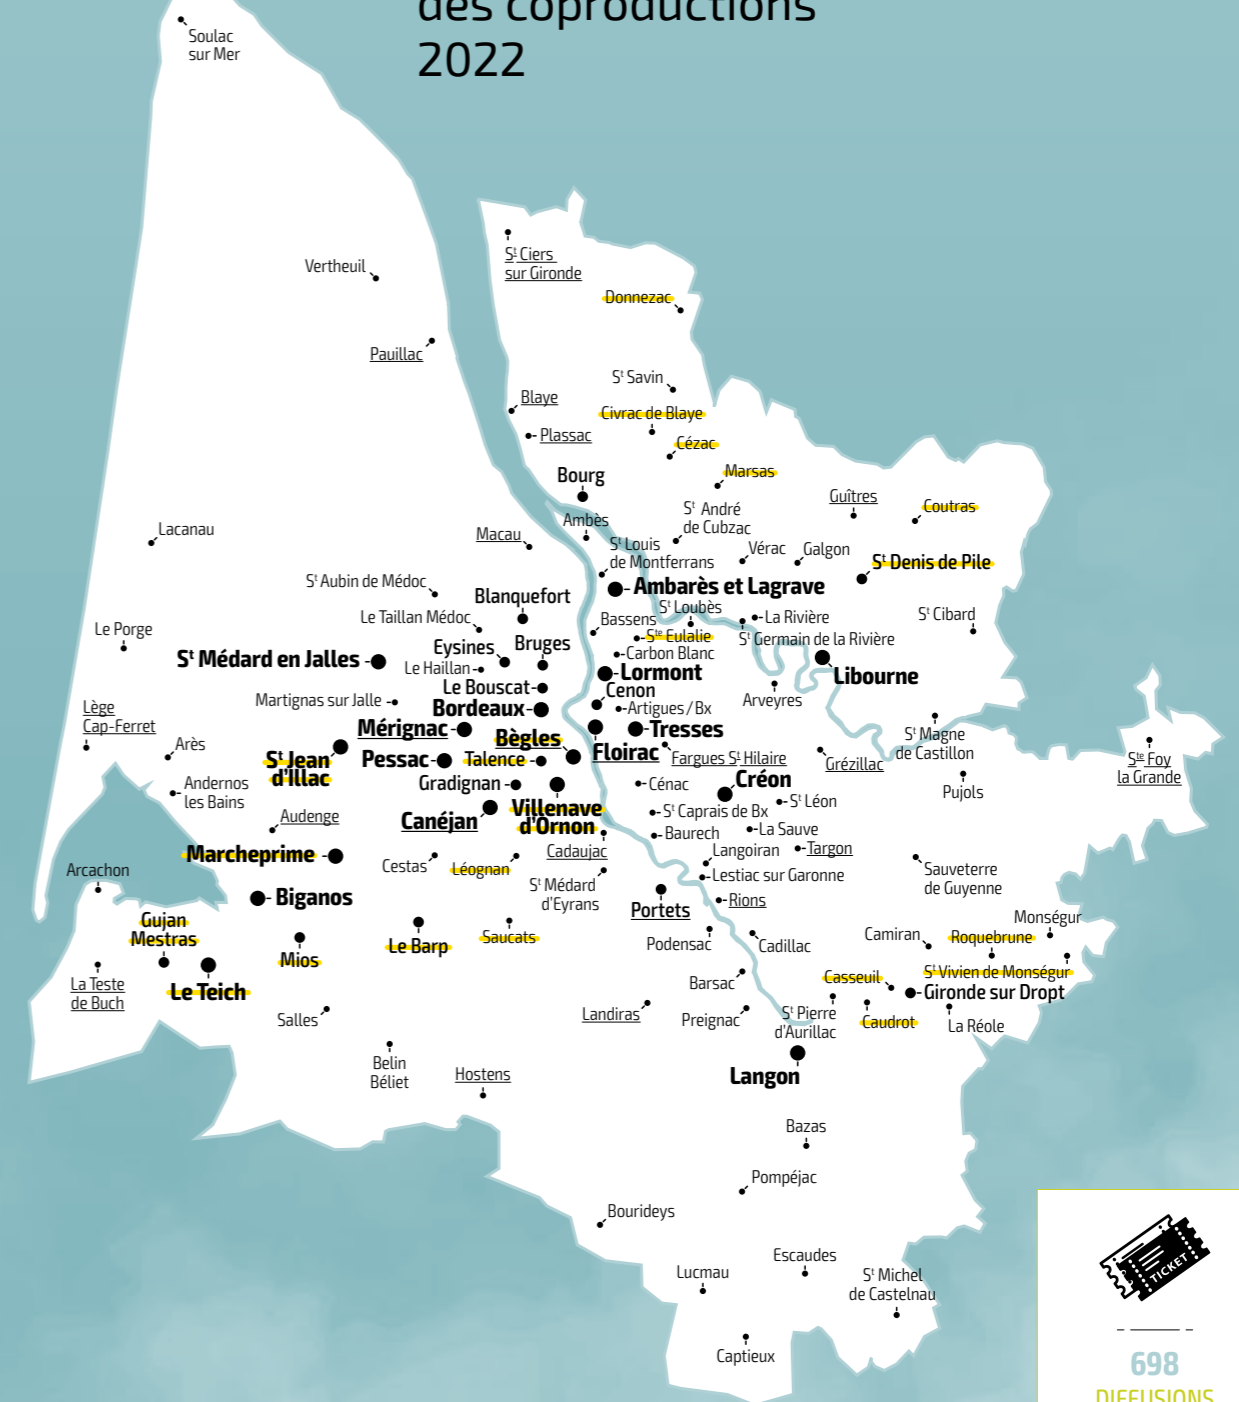 des coproductions
2022
Soulac
sur Mer
Sᵗ Ciers
sur Gironde
Vertheuil
Donnezac
Pauillac
Sᵗ Savin
Blaye
Civrac de Blaye
Plassac
Cézac
Marsas
Bourg
Guîtres
Coutras
Sᵗ André
de Cubzac
Ambès
Lacanau
Macau
Sᵗ Louis
de Montferrans
Vérac
Galgon
Sᵗ Denis de Pile
Sᵗ Aubin de Médoc
Ambarès et Lagrave
Blanquefort
Sᵗ Loubès
Le Taillan Médoc
Bassens
La Rivière
Sᵗ Cibard
Le Porge
Sᵗᵉ Eulalie
Sᵗ Germain de la Rivière
Eysines
Bruges
Carbon Blanc
Sᵗ Médard en Jalles
Le Haillan
Lormont
Libourne
Le Bouscat
Cenon
Martignas sur Jalle
Arveyres
Bordeaux
Artigues / Bx
Lège
Cap-Ferret
Mérignac
Tresses
Bègles
Sᵗ Magne
de Castillon
Arès
Floirac
Sᵗ Jean
d'Illac
Pessac
Talence
Fargues Sᵗ Hilaire
Grézillac
Sᵗᵉ Foy
la Grande
Andernos
les Bains
Gradignan
Cénac
Créon
Pujols
Villenave
d'Ornon
Sᵗ Caprais de Bx
Sᵗ Léon
Audenge
Canéjan
Baurech
La Sauve
Cadaujac
Langoiran
Targon
Marcheprime
Cestas
Léognan
Arcachon
Lestiac sur Garonne
Sauveterre
de Guyenne
Sᵗ Médard
d'Eyrans
Biganos
Rions
Portets
Gujan
Mestras
Monségur
Mios
Le Barp
Saucats
Podensac
Cadillac
Camiran
Roquebrune
Sᵗ Vivien de Monségur
La Teste
de Buch
Le Teich
Barsac
Casseuil
Gironde sur Dropt
Salles
Landiras
Preignac
Sᵗ Pierre
d'Aurillac
Caudrot
La Réole
Belin
Béliet
Hostens
Langon
Bazas
Pompéjac
Bourideys
Escaudes
Lucmau
Sᵗ Michel
de Castelnau
Captieux
TICKET
698
DIFFUSIONS